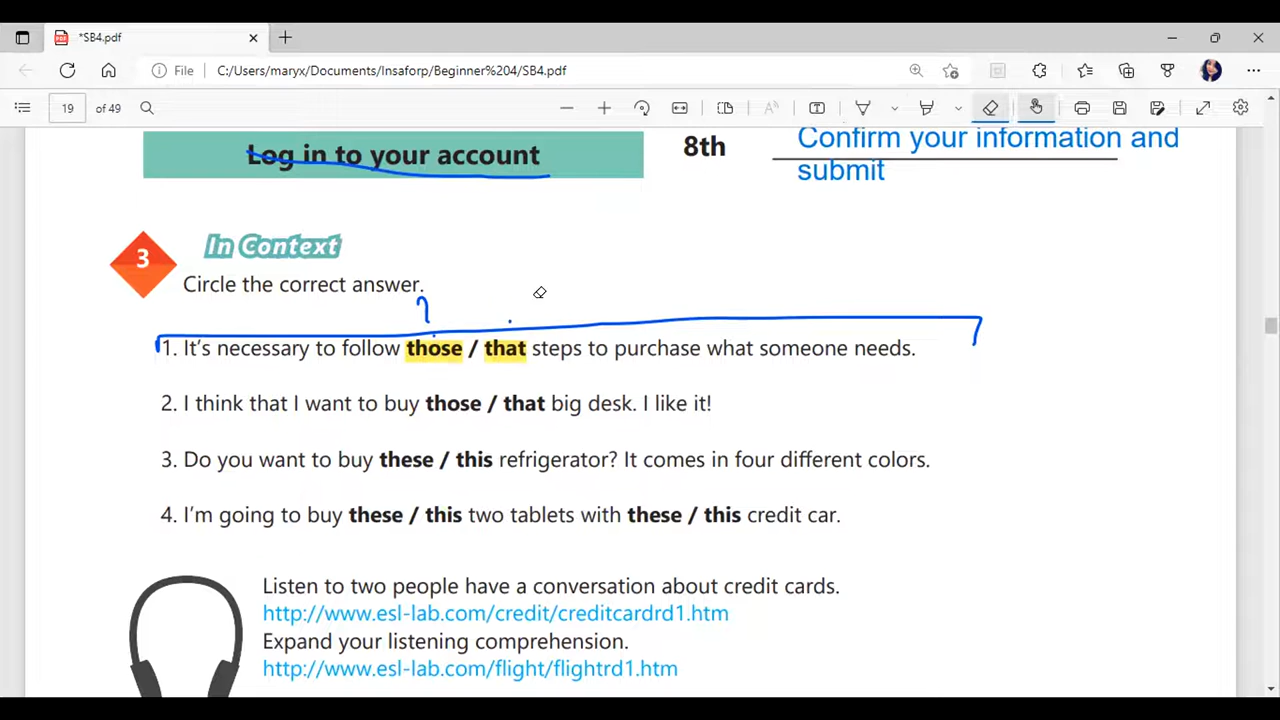 *SB4.pdf
File C:/Users/maryx/Documents/Insaforp/Beginner%204/SB4.pdf
19 of 49
Log in to your account
8th
Confirm your information and
submit
3 In Context
Circle the correct answer.
1. It's necessary to follow those / that steps to purchase what someone needs.
2. I think that I want to buy those / that big desk. I like it!
3. Do you want to buy these / this refrigerator? It comes in four different colors.
4. I'm going to buy these / this two tablets with these / this credit car.
Listen to two people have a conversation about credit cards.
http://www.esl-lab.com/credit/creditcardrd1.htm
Expand your listening comprehension.
http://www.esl-lab.com/flight/flightrd1.htm